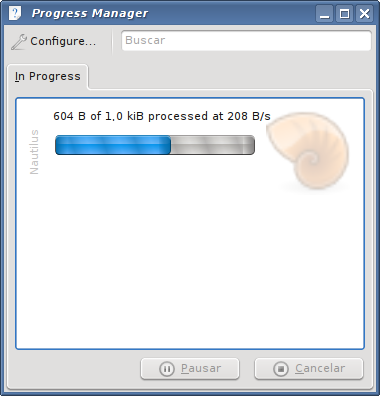 Progress Manager
Configure...
Buscar
In Progress
604 B of 1,0 kiB processed at 208 B/s
Nautilus
Pausar
Cancelar